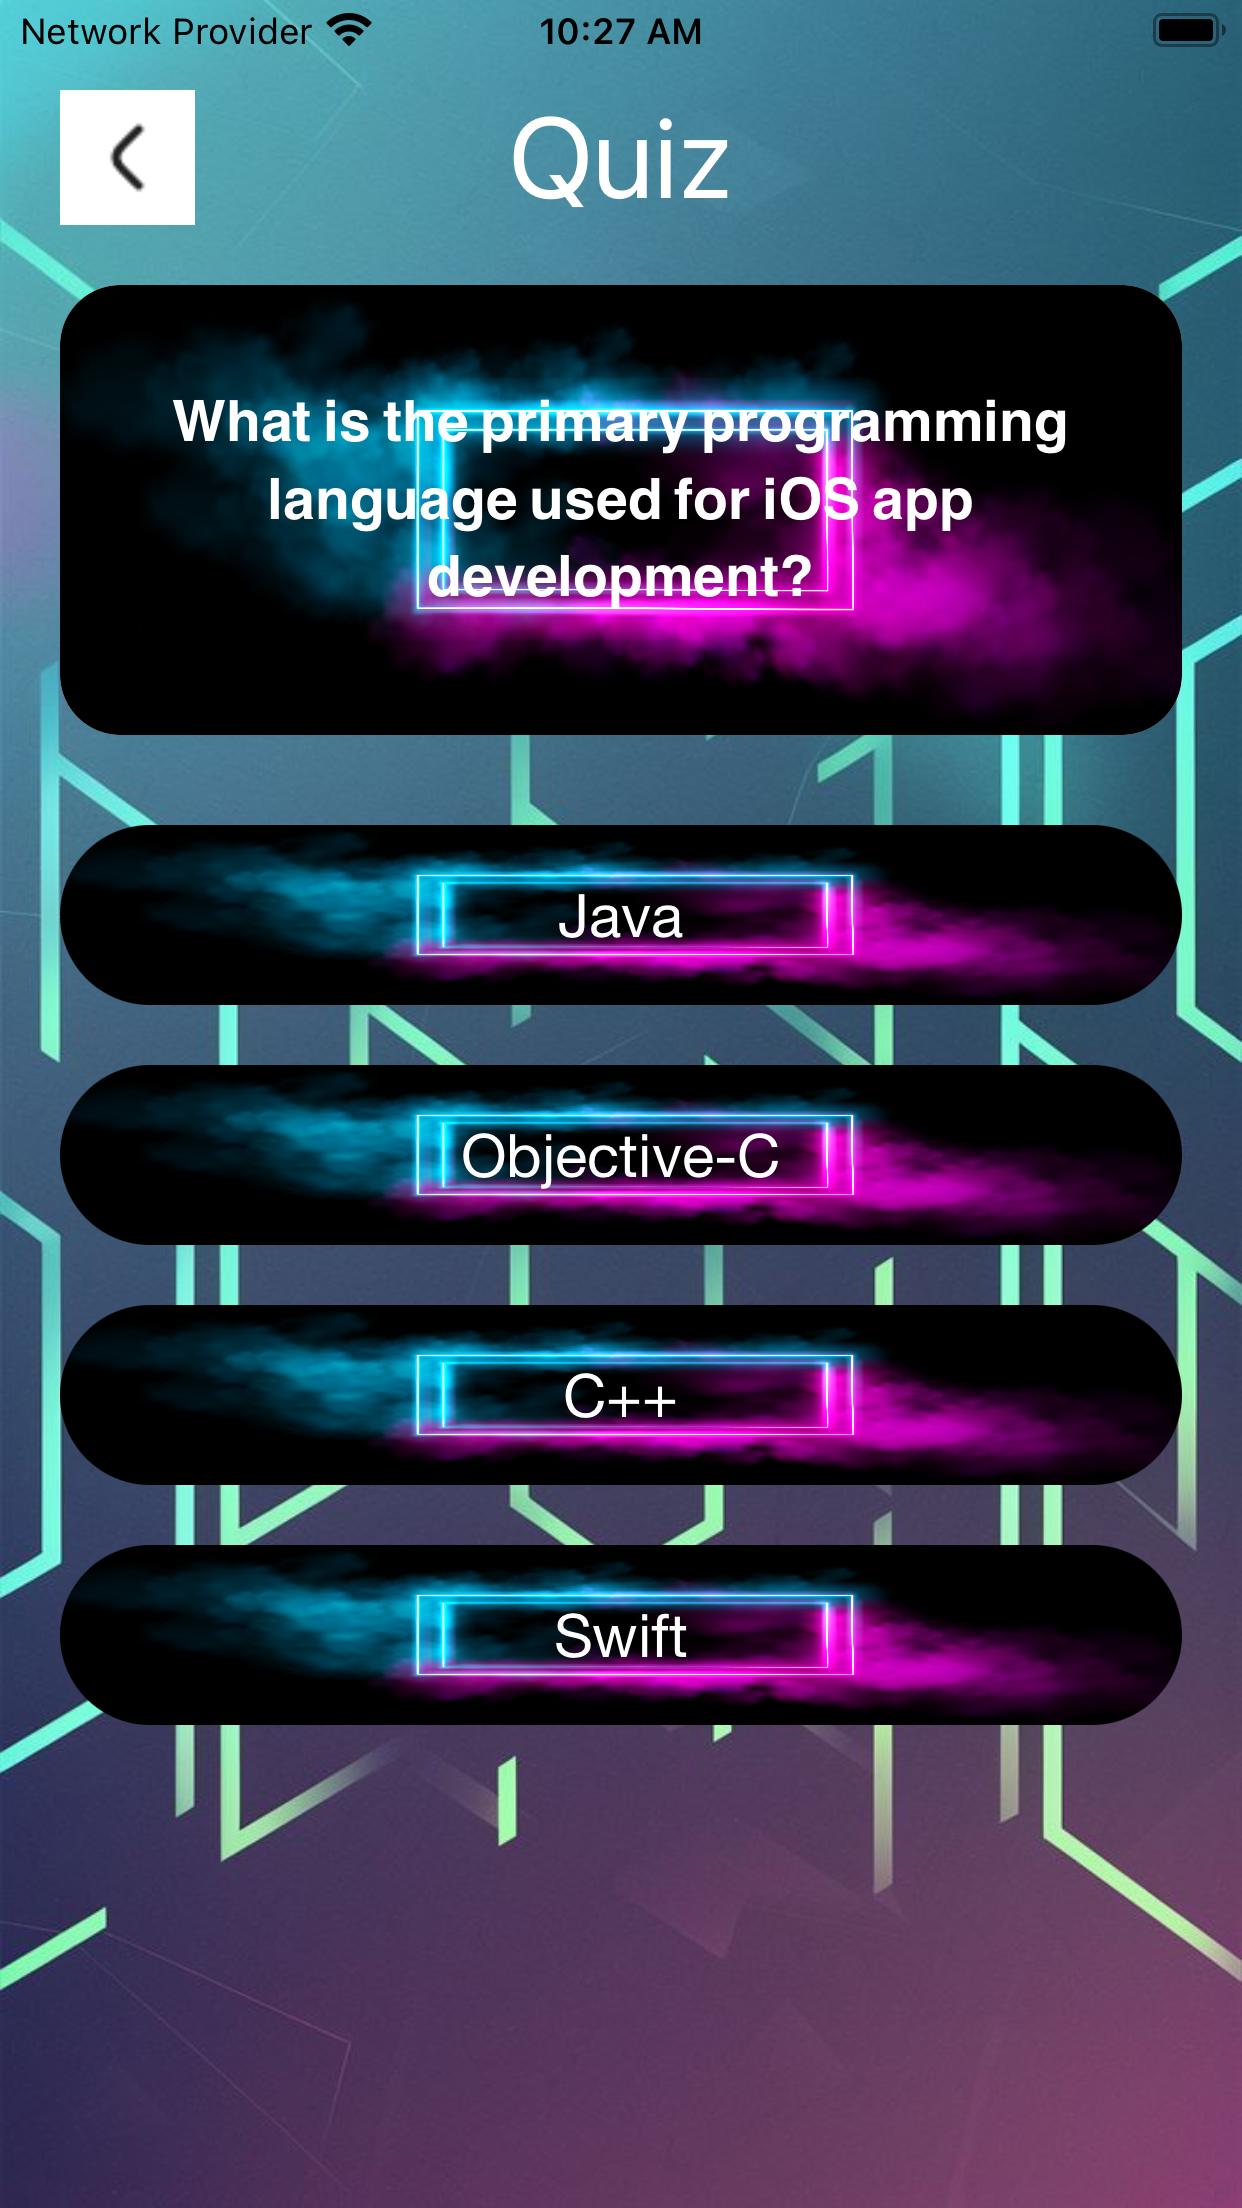 Network Provider 10:27 AM
Quiz
What is the primary programming
language used for iOS app
development?
Java
Objective-C
C++
Swift